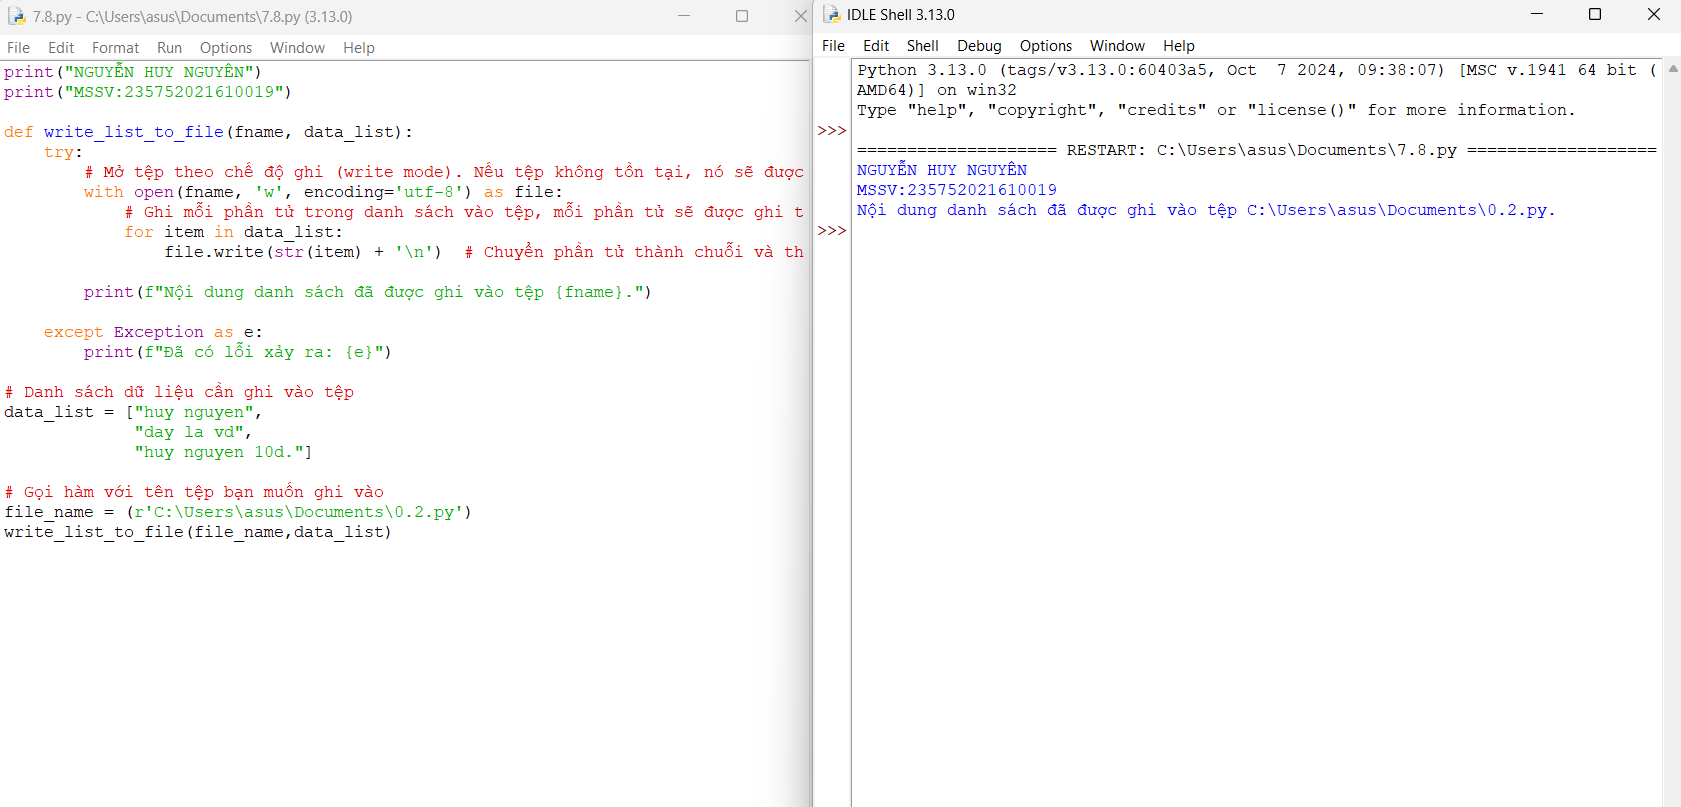 7.8.py - C:\Users\asus\Documents\7.8.py (3.13.0)
File Edit Format Run Options Window Help
print("NGUYỄN HUY NGUYÊN")
print("MSSV:235752021610019")
def write_list_to_file(fname, data_list):
    try:
        # Mở tệp theo chế độ ghi (write mode). Nếu tệp không tồn tại, nó sẽ được
        with open(fname, 'w', encoding='utf-8') as file:
            # Ghi mỗi phần tử trong danh sách vào tệp, mỗi phần tử sẽ được ghi t
            for item in data_list:
                file.write(str(item) + '\n')  # Chuyển phần tử thành chuỗi và th
        print(f"Nội dung danh sách đã được ghi vào tệp {fname}.")
    except Exception as e:
        print(f"Đã có lỗi xảy ra: {e}")
# Danh sách dữ liệu cần ghi vào tệp
data_list = ["huy nguyen",
             "day la vd",
             "huy nguyen 10d."]
# Gọi hàm với tên tệp bạn muốn ghi vào
file_name = (r'C:\Users\asus\Documents\0.2.py')
write_list_to_file(file_name,data_list)
IDLE Shell 3.13.0
File Edit Shell Debug Options Window Help
Python 3.13.0 (tags/v3.13.0:60403a5, Oct  7 2024, 09:38:07) [MSC v.1941 64 bit (
AMD64)] on win32
Type "help", "copyright", "credits" or "license()" for more information.
>>>
==================== RESTART: C:\Users\asus\Documents\7.8.py ===================
NGUYỄN HUY NGUYÊN
MSSV:235752021610019
Nội dung danh sách đã được ghi vào tệp C:\Users\asus\Documents\0.2.py.
>>>